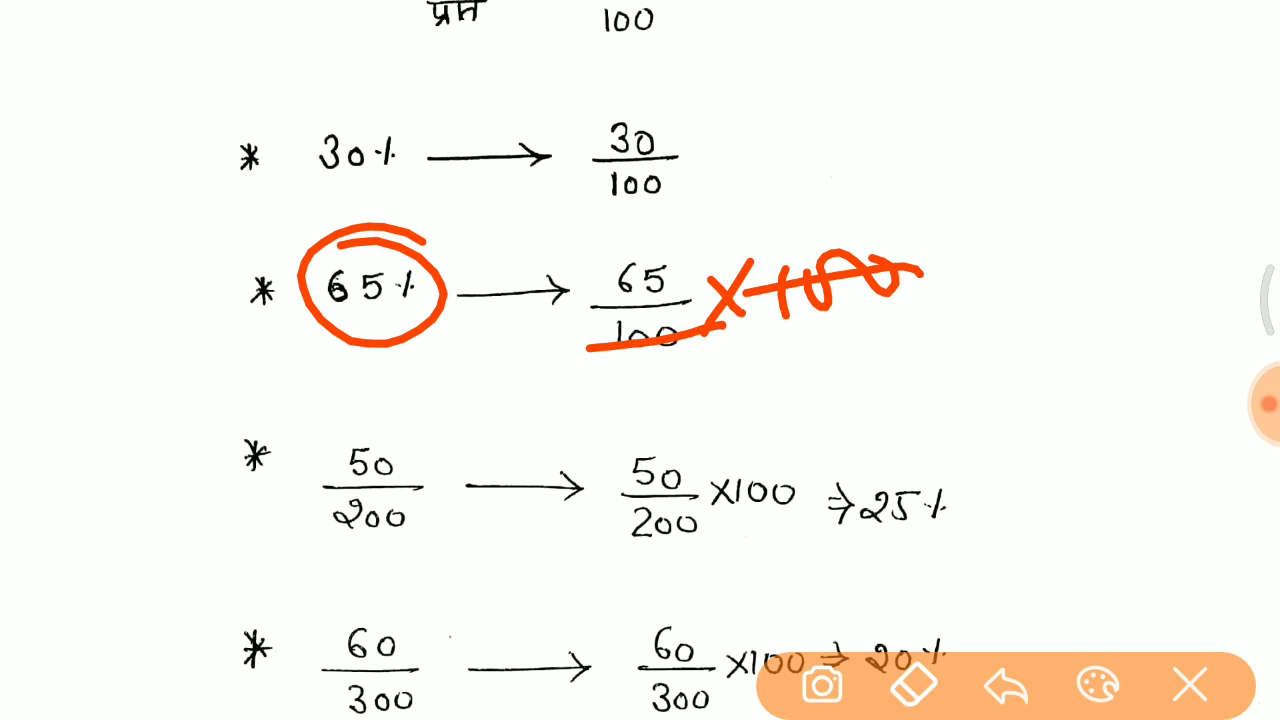 100
* 30% → 30/100
* 65% → 65/100 ×100
* 50/200 → 50/200 ×100 ⇒ 25%
* 60/300 → 60/300 ×100 ⇒ 20%